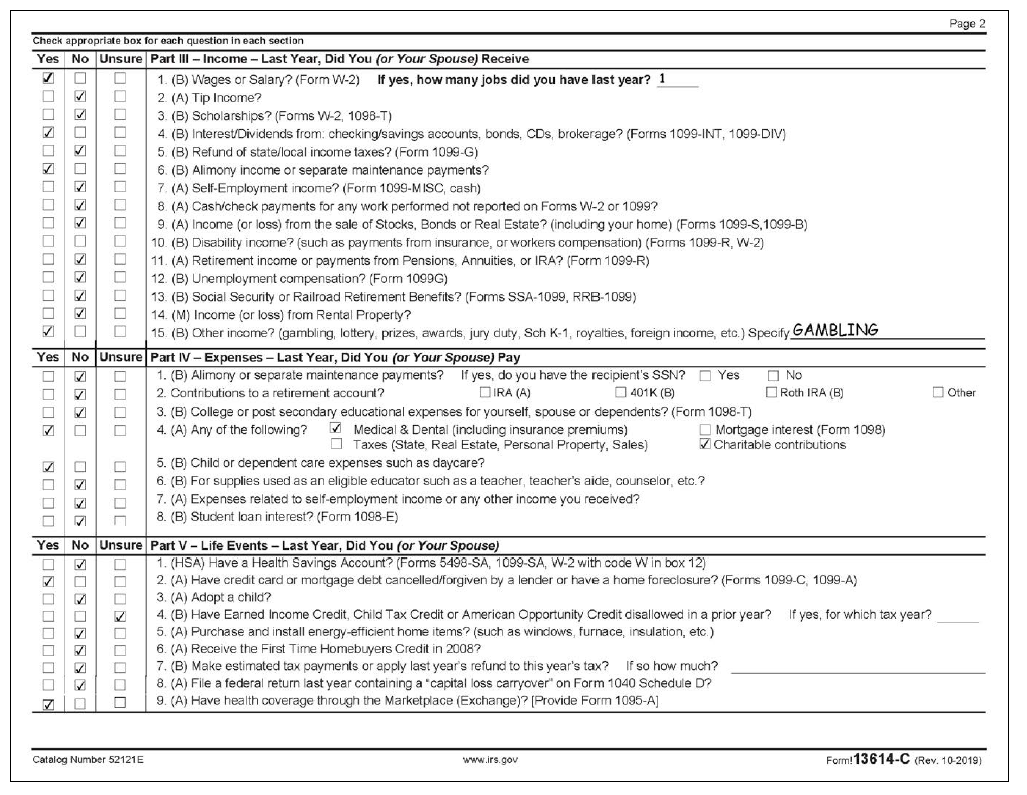 Page 2
Check appropriate box for each question in each section
Yes No Unsure Part III – Income – Last Year, Did You (or Your Spouse) Receive
1. (B) Wages or Salary? (Form W-2) If yes, how many jobs did you have last year? 1
2. (A) Tip Income?
3. (B) Scholarships? (Forms W-2, 1098-T)
4. (B) Interest/Dividends from: checking/savings accounts, bonds, CDs, brokerage? (Forms 1099-INT, 1099-DIV)
5. (B) Refund of state/local income taxes? (Form 1099-G)
6. (B) Alimony income or separate maintenance payments?
7. (A) Self-Employment income? (Form 1099-MISC, cash)
8. (A) Cash/check payments for any work performed not reported on Forms W-2 or 1099?
9. (A) Income (or loss) from the sale of Stocks, Bonds or Real Estate? (including your home) (Forms 1099-S,1099-B)
10. (B) Disability income? (such as payments from insurance, or workers compensation) (Forms 1099-R, W-2)
11. (A) Retirement income or payments from Pensions, Annuities, or IRA? (Form 1099-R)
12. (B) Unemployment compensation? (Form 1099G)
13. (B) Social Security or Railroad Retirement Benefits? (Forms SSA-1099, RRB-1099)
14. (M) Income (or loss) from Rental Property?
15. (B) Other income? (gambling, lottery, prizes, awards, jury duty, Sch K-1, royalties, foreign income, etc.) Specify GAMBLING
Yes No Unsure Part IV – Expenses – Last Year, Did You (or Your Spouse) Pay
1. (B) Alimony or separate maintenance payments? If yes, do you have the recipient's SSN? Yes No
2. Contributions to a retirement account? IRA (A) 401K (B) Roth IRA (B) Other
3. (B) College or post secondary educational expenses for yourself, spouse or dependents? (Form 1098-T)
4. (A) Any of the following? Medical & Dental (including insurance premiums) Mortgage interest (Form 1098)
Taxes (State, Real Estate, Personal Property, Sales) Charitable contributions
5. (B) Child or dependent care expenses such as daycare?
6. (B) For supplies used as an eligible educator such as a teacher, teacher's aide, counselor, etc.?
7. (A) Expenses related to self-employment income or any other income you received?
8. (B) Student loan interest? (Form 1098-E)
Yes No Unsure Part V – Life Events – Last Year, Did You (or Your Spouse)
1. (HSA) Have a Health Savings Account? (Forms 5498-SA, 1099-SA, W-2 with code W in box 12)
2. (A) Have credit card or mortgage debt cancelled/forgiven by a lender or have a home foreclosure? (Forms 1099-C, 1099-A)
3. (A) Adopt a child?
4. (B) Have Earned Income Credit, Child Tax Credit or American Opportunity Credit disallowed in a prior year? If yes, for which tax year?
5. (A) Purchase and install energy-efficient home items? (such as windows, furnace, insulation, etc.)
6. (A) Receive the First Time Homebuyers Credit in 2008?
7. (B) Make estimated tax payments or apply last year's refund to this year's tax? If so how much?
8. (A) File a federal return last year containing a "capital loss carryover" on Form 1040 Schedule D?
9. (A) Have health coverage through the Marketplace (Exchange)? [Provide Form 1095-A]
Catalog Number 52121E www.irs.gov Form! 13614-C (Rev. 10-2019)